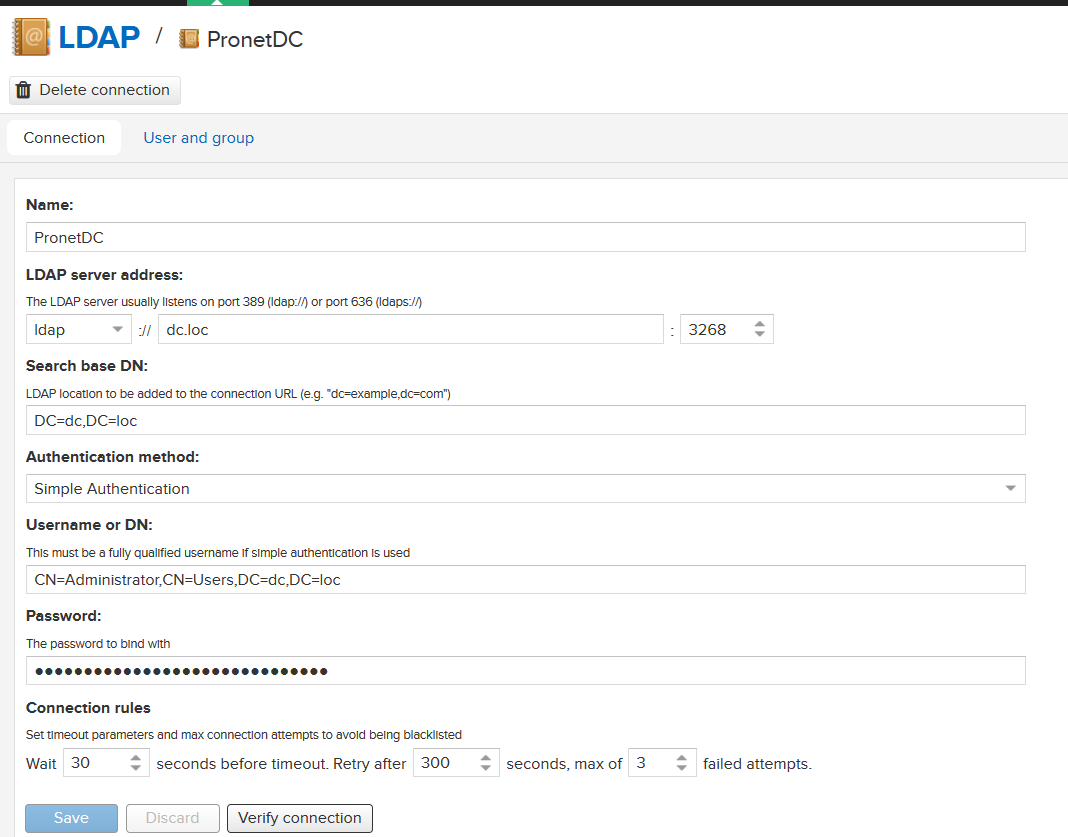 LDAP / PronetDC
Delete connection
Connection User and group
Name:
PronetDC
LDAP server address:
The LDAP server usually listens on port 389 (ldap://) or port 636 (ldaps://)
ldap :// dc.loc : 3268
Search base DN:
LDAP location to be added to the connection URL (e.g. "dc=example,dc=com")
DC=dc,DC=loc
Authentication method:
Simple Authentication
Username or DN:
This must be a fully qualified username if simple authentication is used
CN=Administrator,CN=Users,DC=dc,DC=loc
Password:
The password to bind with
●●●●●●●●●●●●●●●●●●●●●●●●●●●●●●
Connection rules
Set timeout parameters and max connection attempts to avoid being blacklisted
Wait 30 seconds before timeout. Retry after 300 seconds, max of 3 failed attempts.
Save Discard Verify connection